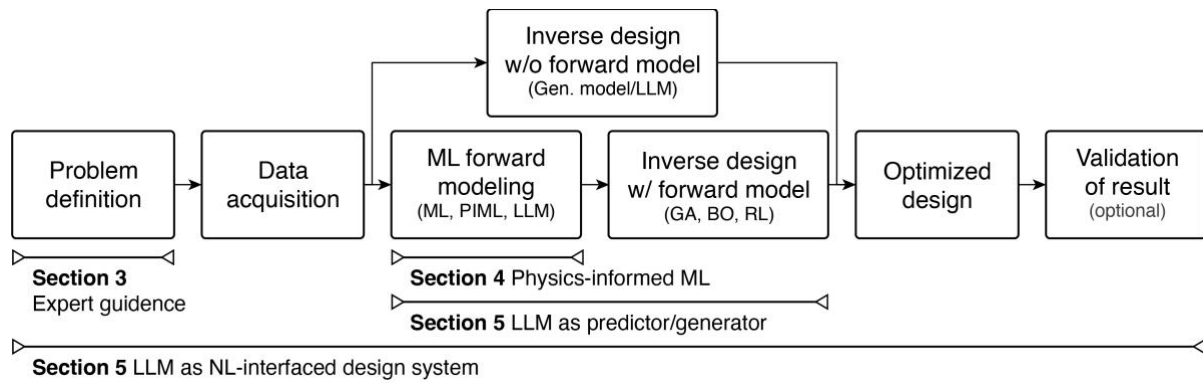 Inverse design
w/o forward model
(Gen. model/LLM)
Problem
definition
Data
acquisition
ML forward
modeling
(ML, PIML, LLM)
Inverse design
w/ forward model
(GA, BO, RL)
Optimized
design
Validation
of result
(optional)
Section 3
Expert guidence
Section 4 Physics-informed ML
Section 5 LLM as predictor/generator
Section 5 LLM as NL-interfaced design system